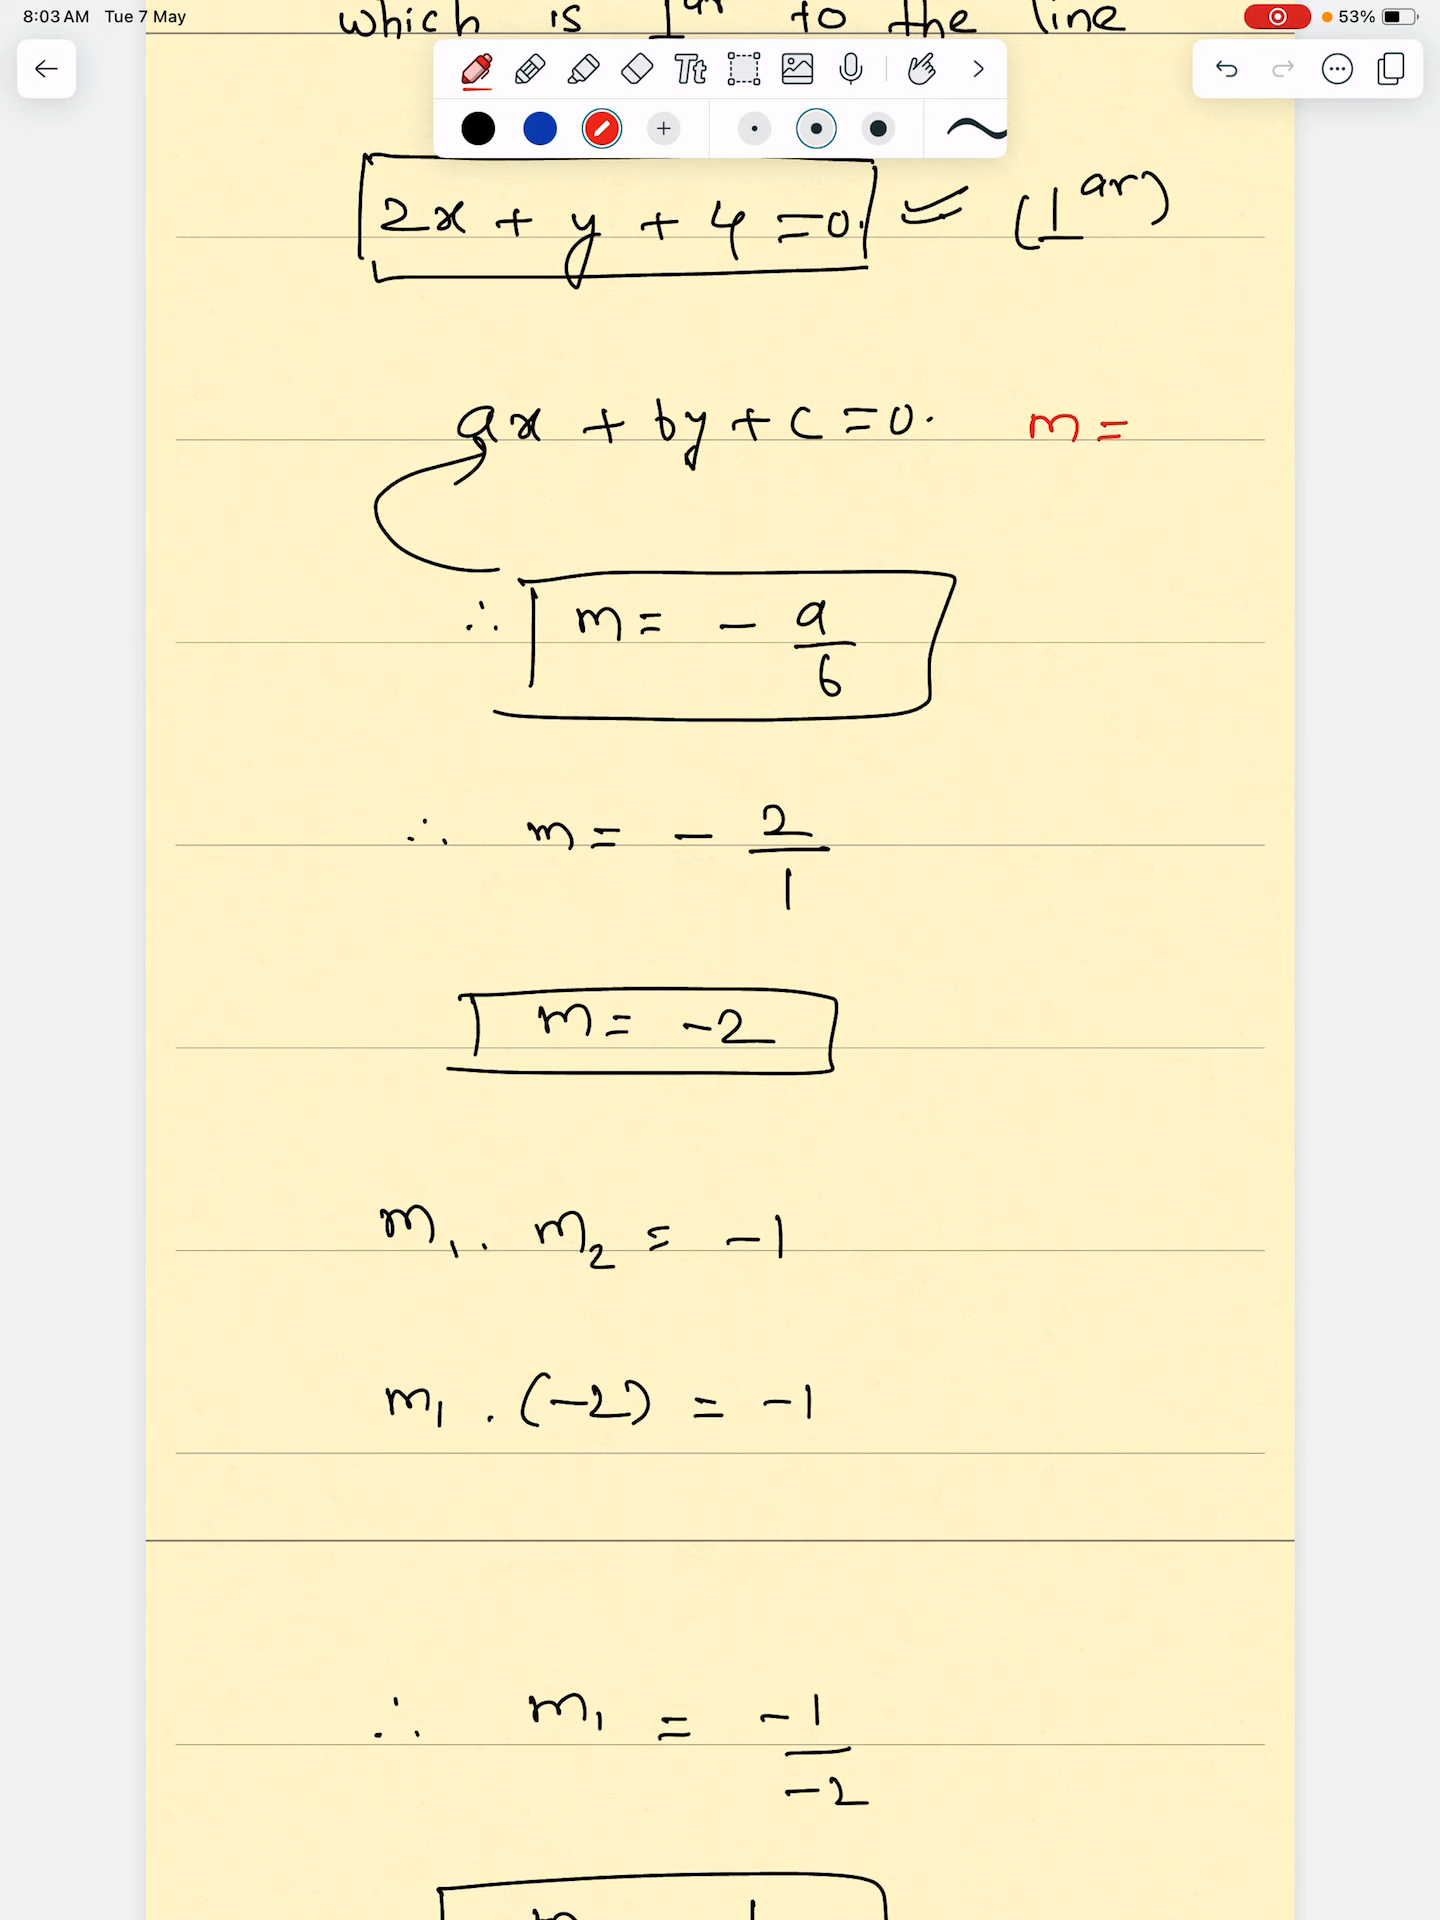 8:03 AM Tue 7 May 53%
which is ⊥ar to the line
Tt
2x + y + 4 = 0. (⊥ar)
ax + by + c = 0. m =
∴ m = - a/b
∴ m = - 2/1
m = -2
m₁ . m₂ = -1
m₁ . (-2) = -1
∴ m₁ = -1/-2